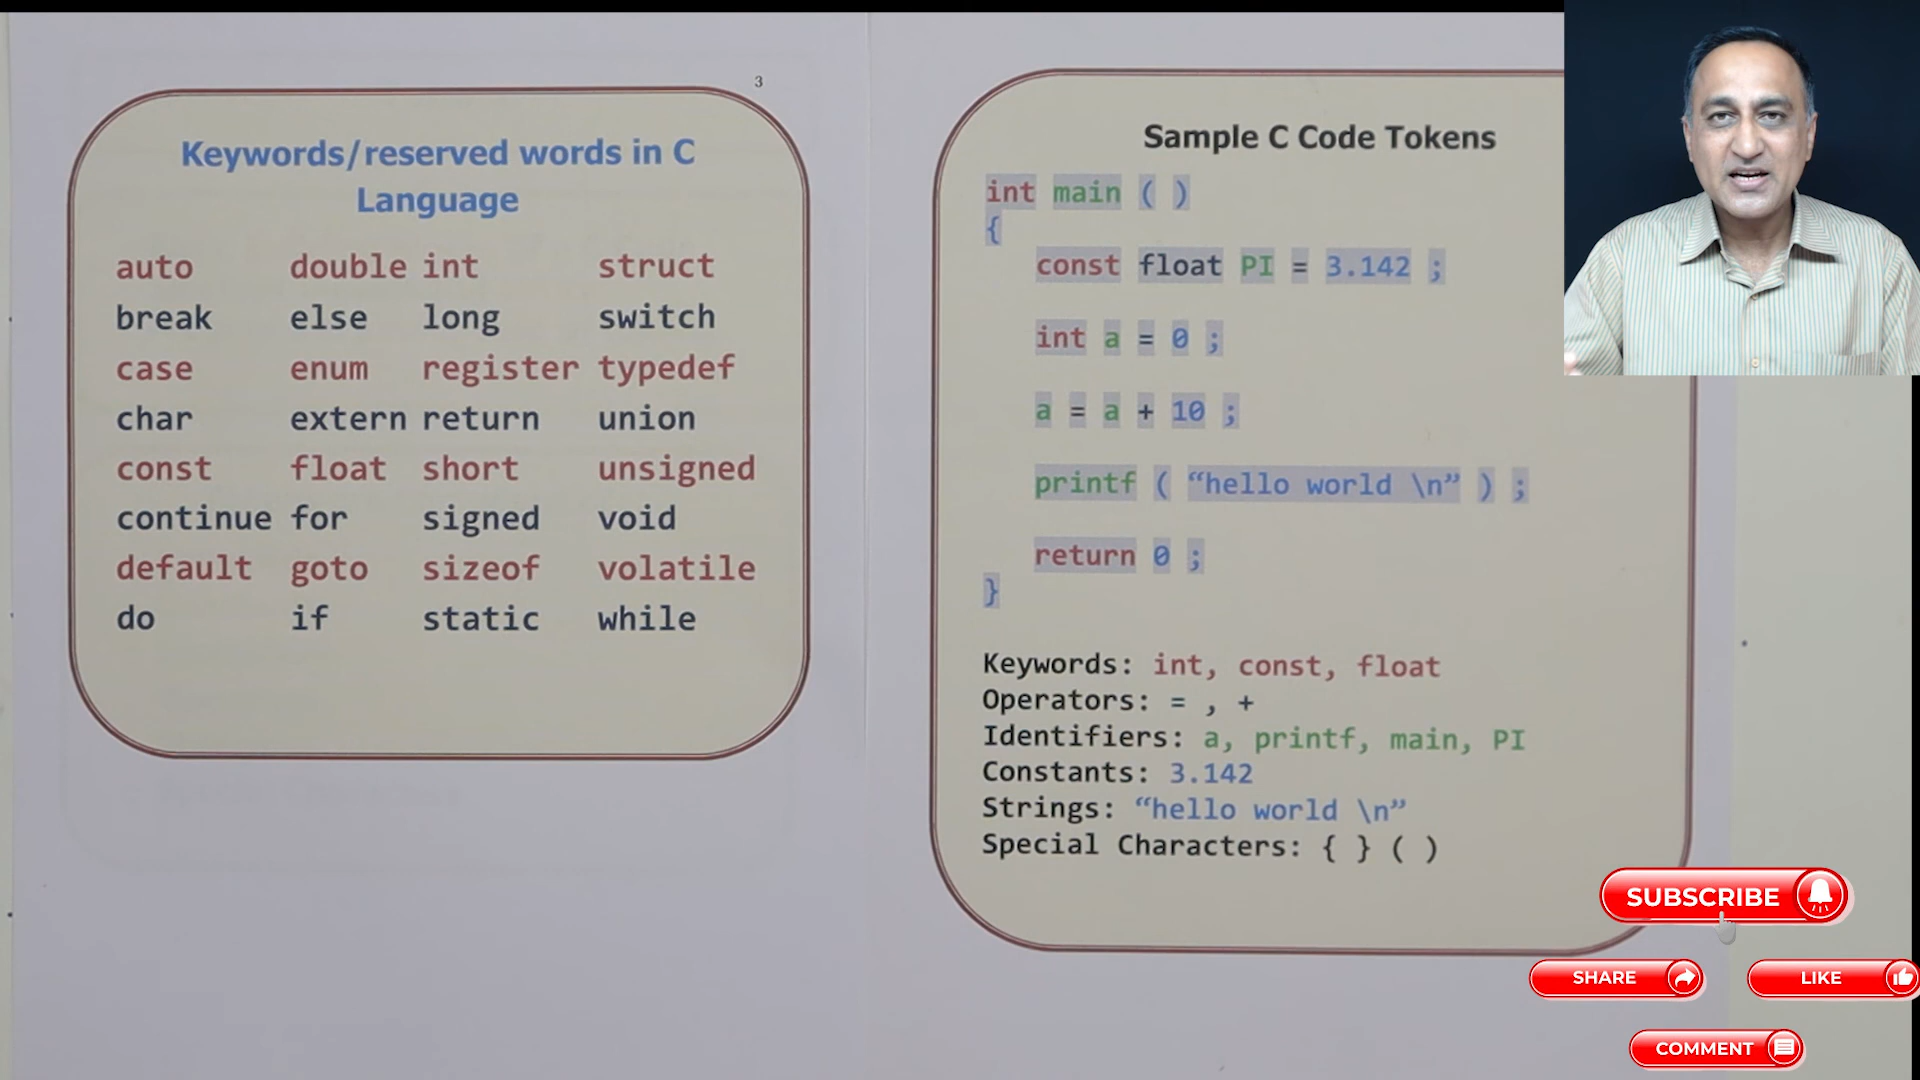 3
Keywords/reserved words in C
Language
auto double int struct
break else long switch
case enum register typedef
char extern return union
const float short unsigned
continue for signed void
default goto sizeof volatile
do if static while
Sample C Code Tokens
int main ( )
{
const float PI = 3.142 ;
int a = 0 ;
a = a + 10 ;
printf ( “hello world \n” ) ;
return 0 ;
}
Keywords: int, const, float
Operators: = , +
Identifiers: a, printf, main, PI
Constants: 3.142
Strings: “hello world \n”
Special Characters: { } ( )
SUBSCRIBE
SHARE LIKE
COMMENT